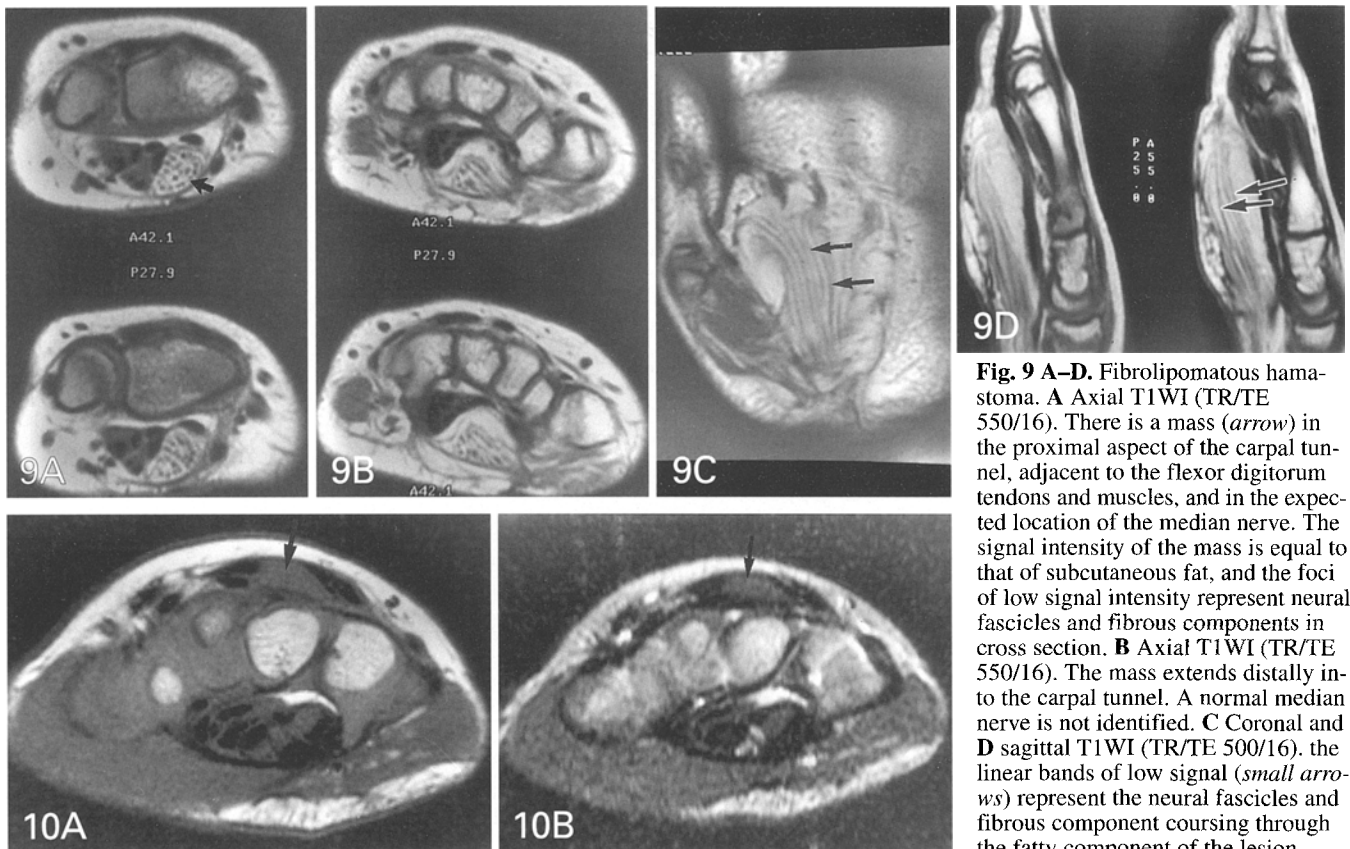 9A
A42.1
P27.9
9B
A42.1
P27.9
A42.1
9C
9D
P A
2 5
5 5
. .
0 0
10A
10B
Fig. 9 A–D. Fibrolipomatous hama-
stoma. A Axial T1WI (TR/TE
550/16). There is a mass (arrow) in
the proximal aspect of the carpal tun-
nel, adjacent to the flexor digitorum
tendons and muscles, and in the expec-
ted location of the median nerve. The
signal intensity of the mass is equal to
that of subcutaneous fat, and the foci
of low signal intensity represent neural
fascicles and fibrous components in
cross section. B Axial T1WI (TR/TE
550/16). The mass extends distally in-
to the carpal tunnel. A normal median
nerve is not identified. C Coronal and
D sagittal T1WI (TR/TE 500/16). the
linear bands of low signal (small arro-
ws) represent the neural fascicles and
fibrous component coursing through
the fatty component of the lesion